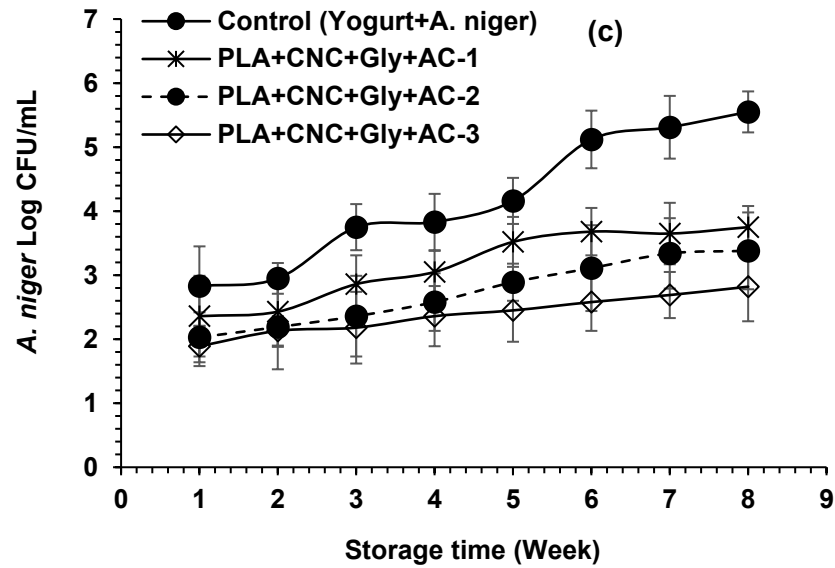 Control (Yogurt+A. niger)
(c)
PLA+CNC+Gly+AC-1
PLA+CNC+Gly+AC-2
PLA+CNC+Gly+AC-3
A. niger Log CFU/mL
7
6
5
4
3
2
1
0
0 1 2 3 4 5 6 7 8 9
Storage time (Week)